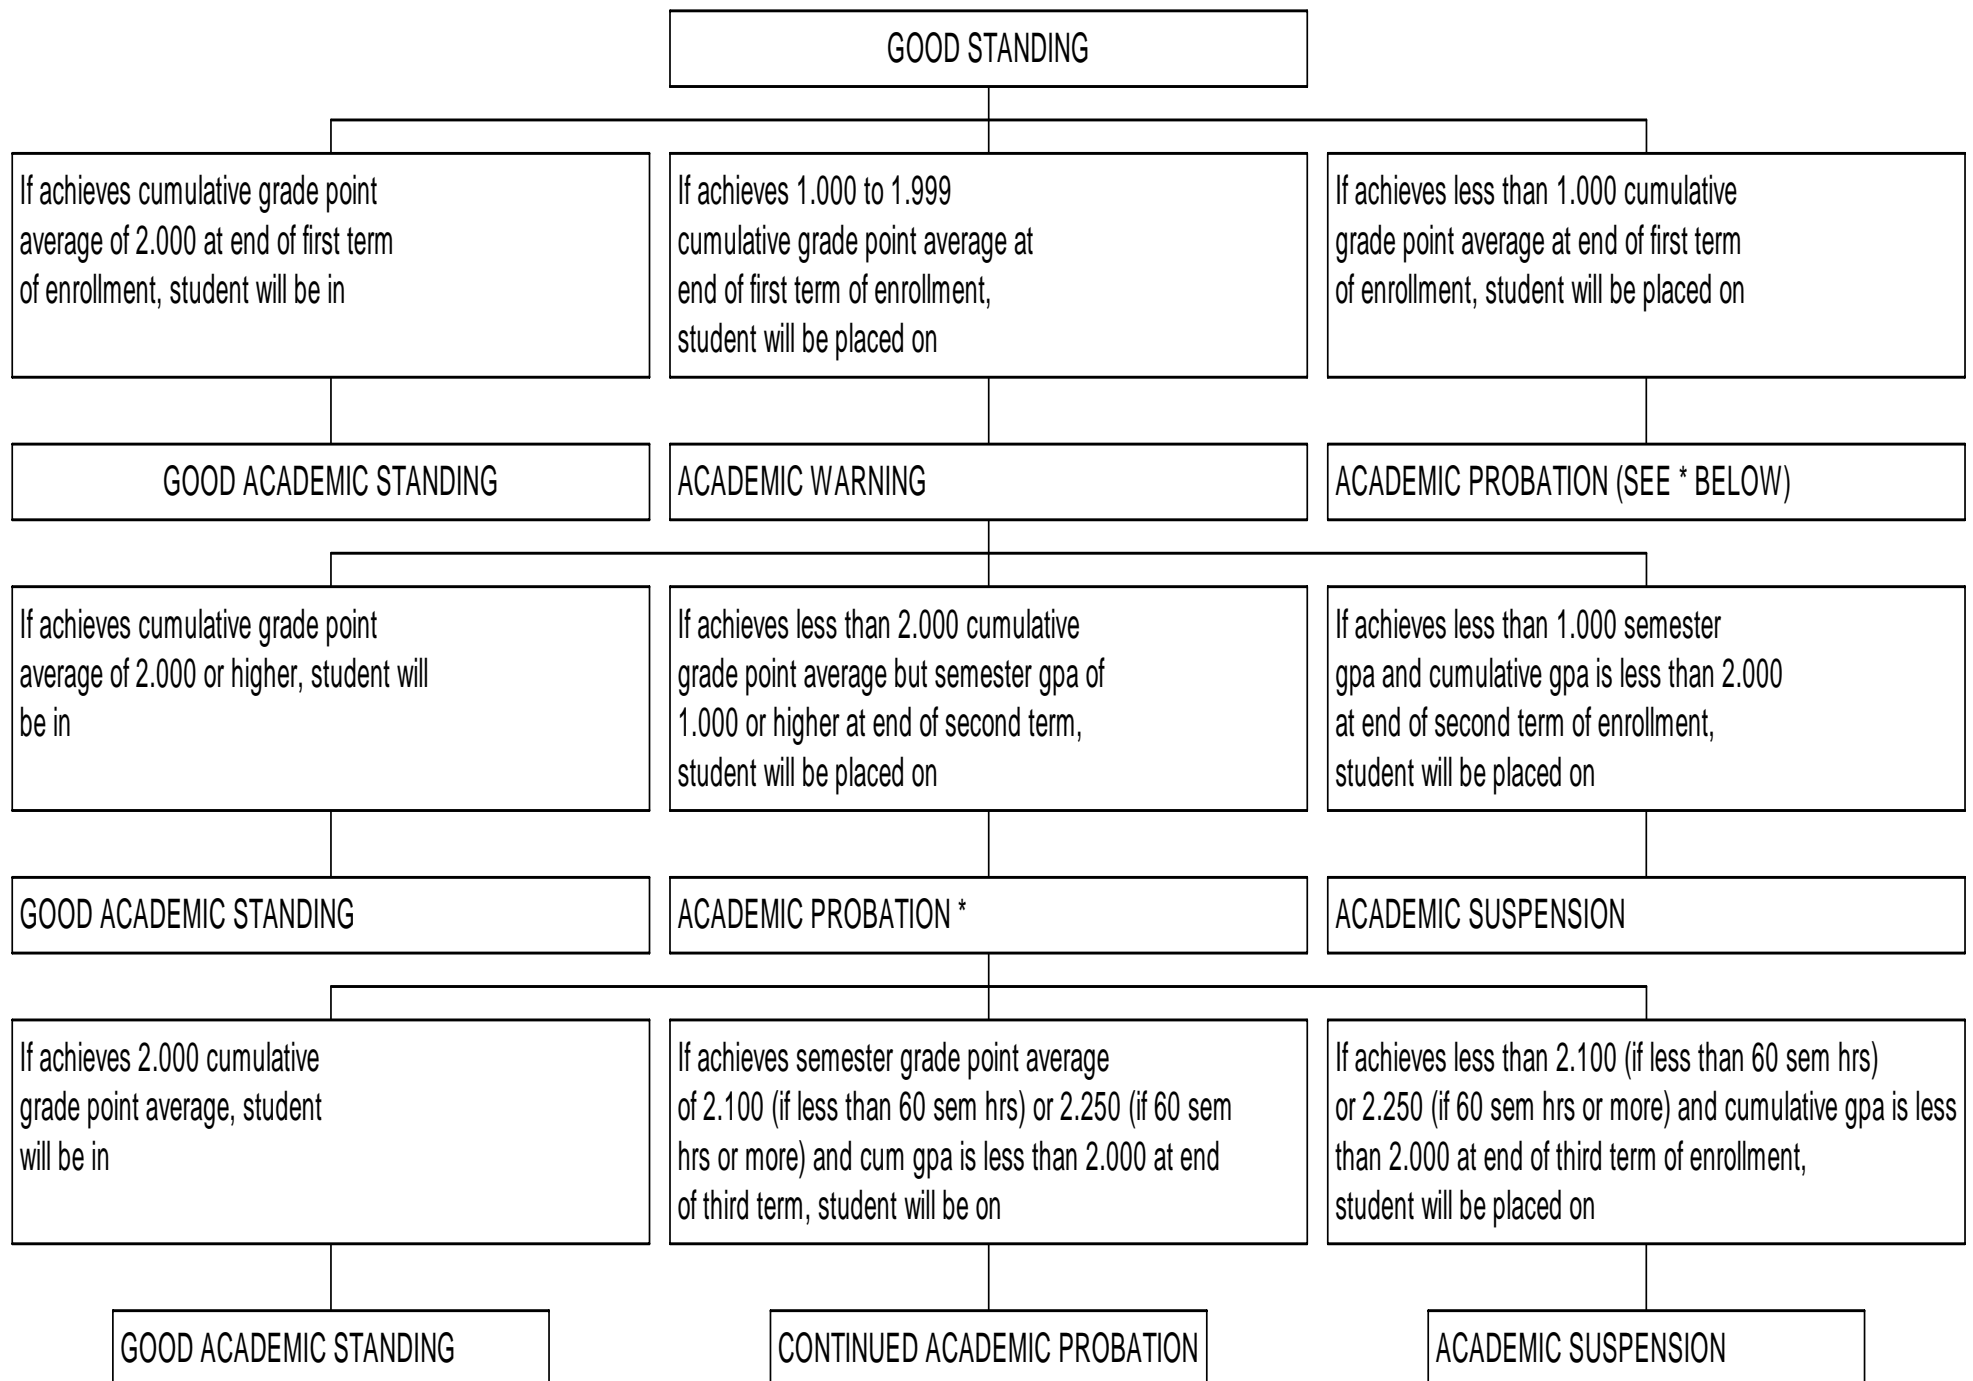 GOOD STANDING
If achieves cumulative grade point
average of 2.000 at end of first term
of enrollment, student will be in
If achieves 1.000 to 1.999
cumulative grade point average at
end of first term of enrollment,
student will be placed on
If achieves less than 1.000 cumulative
grade point average at end of first term
of enrollment, student will be placed on
GOOD ACADEMIC STANDING
ACADEMIC WARNING
ACADEMIC PROBATION (SEE * BELOW)
If achieves cumulative grade point
average of 2.000 or higher, student will
be in
If achieves less than 2.000 cumulative
grade point average but semester gpa of
1.000 or higher at end of second term,
student will be placed on
If achieves less than 1.000 semester
gpa and cumulative gpa is less than 2.000
at end of second term of enrollment,
student will be placed on
GOOD ACADEMIC STANDING
ACADEMIC PROBATION *
ACADEMIC SUSPENSION
If achieves 2.000 cumulative
grade point average, student
will be in
If achieves semester grade point average
of 2.100 (if less than 60 sem hrs) or 2.250 (if 60 sem
hrs or more) and cum gpa is less than 2.000 at end
of third term, student will be on
If achieves less than 2.100 (if less than 60 sem hrs)
or 2.250 (if 60 sem hrs or more) and cumulative gpa is less
than 2.000 at end of third term of enrollment,
student will be placed on
GOOD ACADEMIC STANDING
CONTINUED ACADEMIC PROBATION
ACADEMIC SUSPENSION